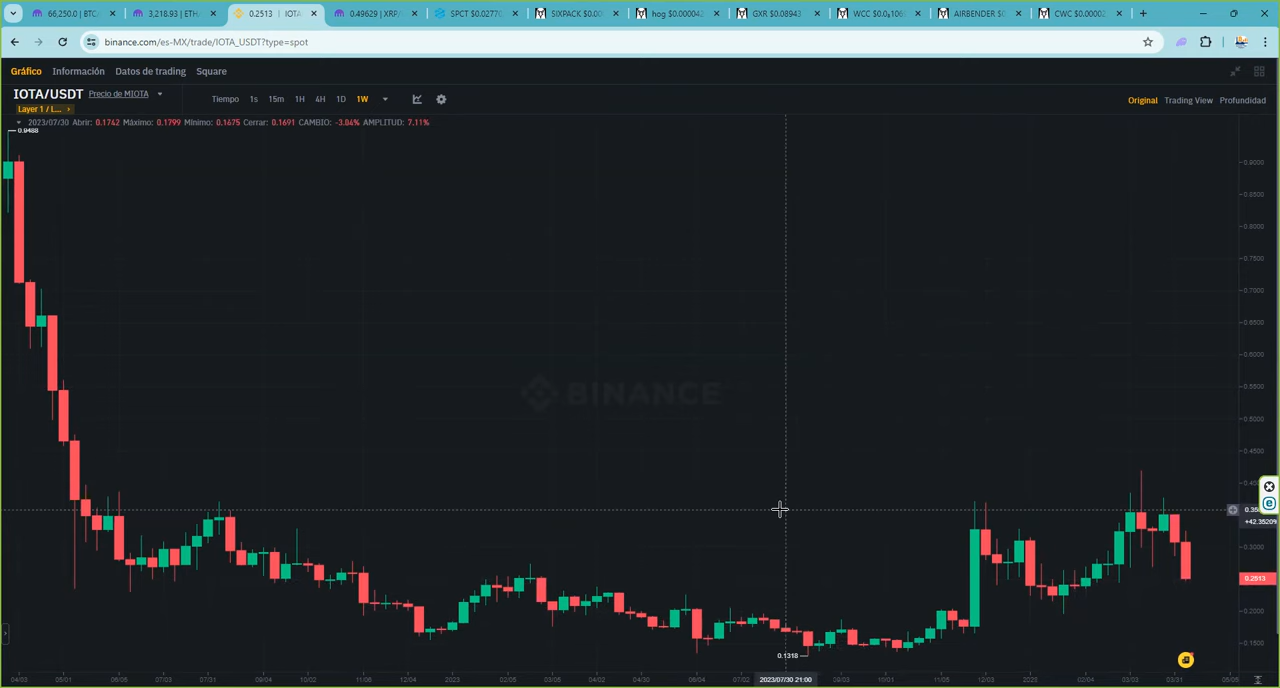 66,250.0 | BTC
3,218.93 | ETH
0.2513 | IOTA
0.49629 | XRP/
SPCT $0.02770
SIXPACK $0.00
hog $0.000042
GXR $0.08943
WCC $0.0
AIRBENDER $0
CWC $0.00002
binance.com/es-MX/trade/IOTA_USDT?type=spot
Gráfico Información Datos de trading Square
IOTA/USDT Precio de MIOTA
Layer 1 / L...
Tiempo 1s 15m 1H 4H 1D 1W
Original Trading View Profundidad
2023/07/30 Abrir: 0.1742 Máximo: 0.1799 Mínimo: 0.1675 Cerrar: 0.1691 CAMBIO: -3.04% AMPLITUD: 7.11%
0.9488
0.9000
0.8500
0.8000
0.7500
0.7000
0.6500
0.6000
0.5500
BINANCE
0.5000
0.4500
+42.35209
0.3000
0.2513
0.2000
0.1500
0.1318
04/03 05/01 06/05 07/03 07/31 09/04 10/02 11/06 12/04 2023 02/05 03/05 04/02 04/30 06/04 07/02 2023/07/30 21:00 09/03 10/01 11/05 12/03 2023 02/04 03/03 03/31 05/05